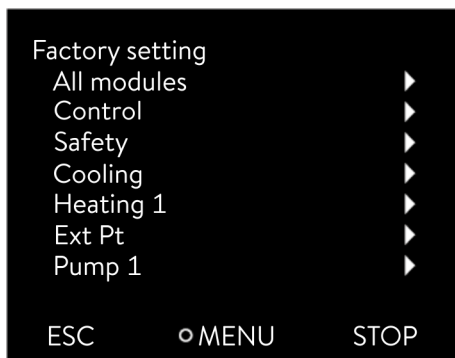 Factory setting
All modules
Control
Safety
Cooling
Heating 1
Ext Pt
Pump 1
ESC MENU STOP